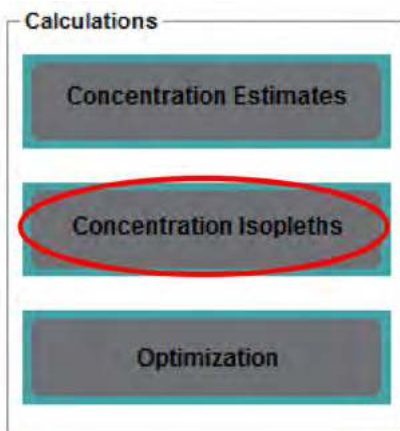 Calculations
Concentration Estimates
Concentration Isopleths
Optimization